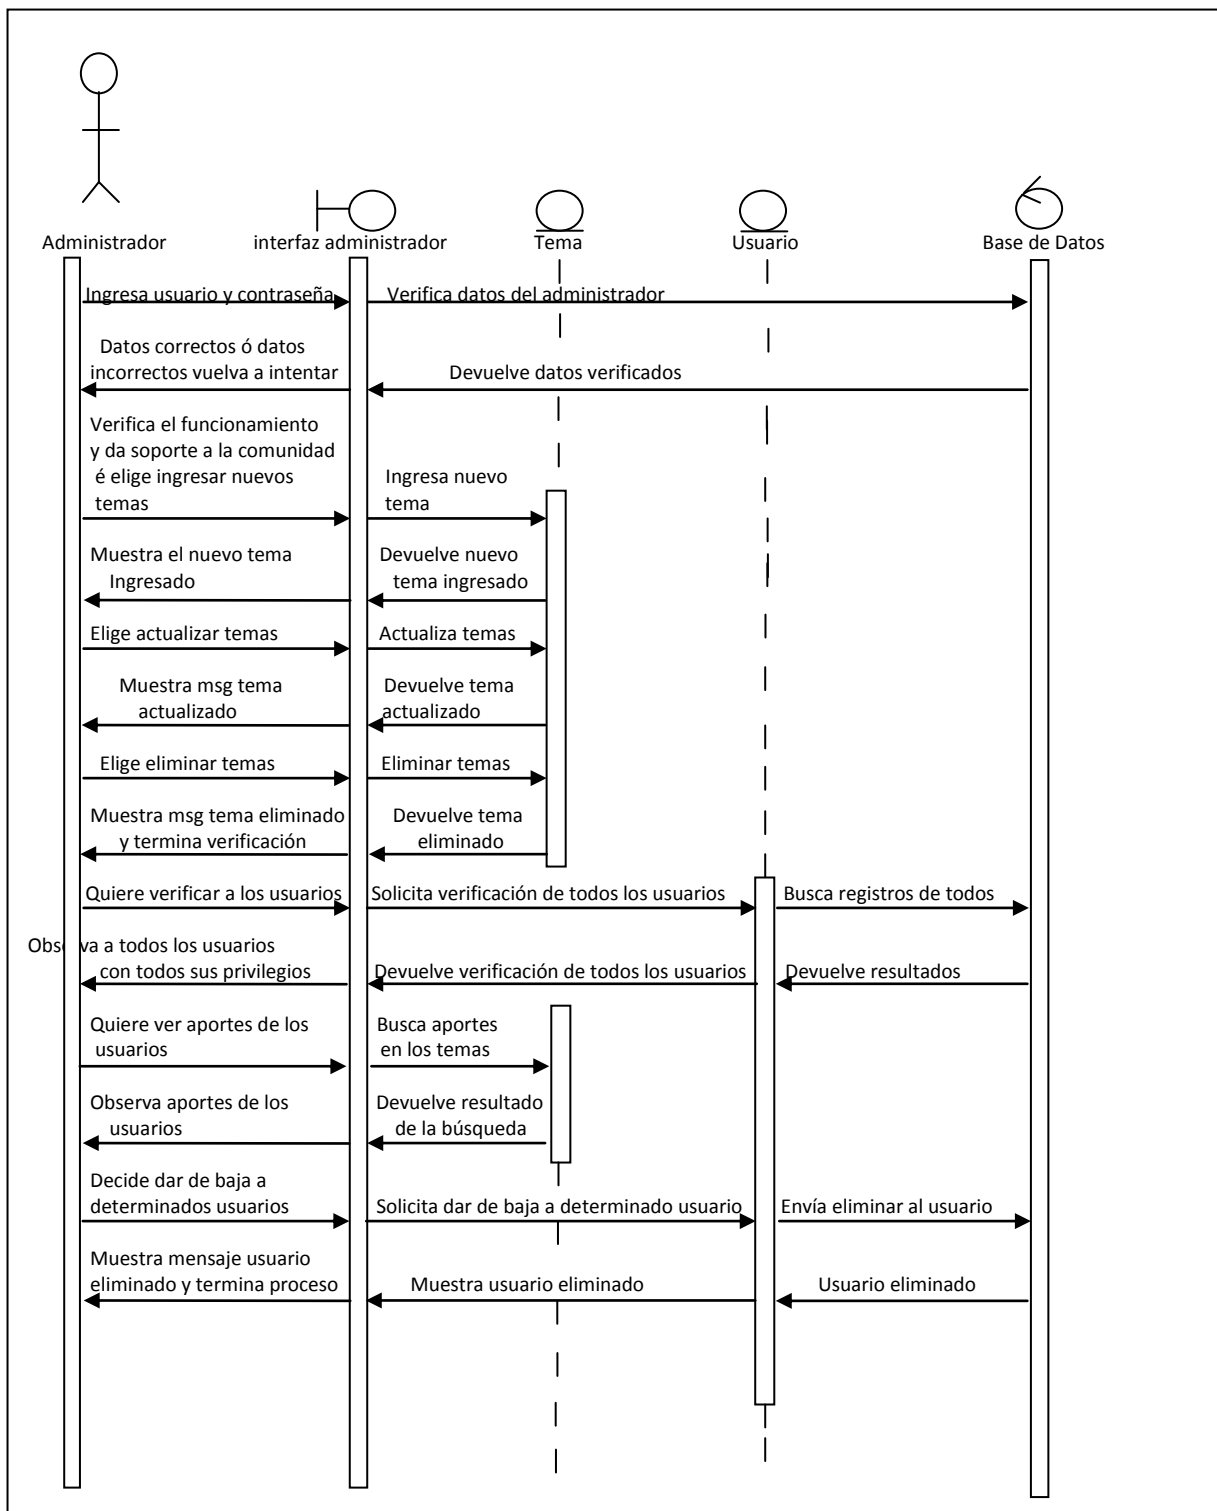 Administrador
interfaz administrador
Tema
Usuario
Base de Datos
Ingresa usuario y contraseña
Verifica datos del administrador
Datos correctos ó datos
incorrectos vuelva a intentar
Devuelve datos verificados
Verifica el funcionamiento
y da soporte a la comunidad
é elige ingresar nuevos
temas
Ingresa nuevo
tema
Muestra el nuevo tema
Ingresado
Devuelve nuevo
tema ingresado
Elige actualizar temas
Actualiza temas
Muestra msg tema
actualizado
Devuelve tema
actualizado
Elige eliminar temas
Eliminar temas
Muestra msg tema eliminado
y termina verificación
Devuelve tema
eliminado
Quiere verificar a los usuarios
Solicita verificación de todos los usuarios
Busca registros de todos
Observa a todos los usuarios
con todos sus privilegios
Devuelve verificación de todos los usuarios
Devuelve resultados
Quiere ver aportes de los
usuarios
Busca aportes
en los temas
Observa aportes de los
usuarios
Devuelve resultado
de la búsqueda
Decide dar de baja a
determinados usuarios
Solicita dar de baja a determinado usuario
Envía eliminar al usuario
Muestra mensaje usuario
eliminado y termina proceso
Muestra usuario eliminado
Usuario eliminado